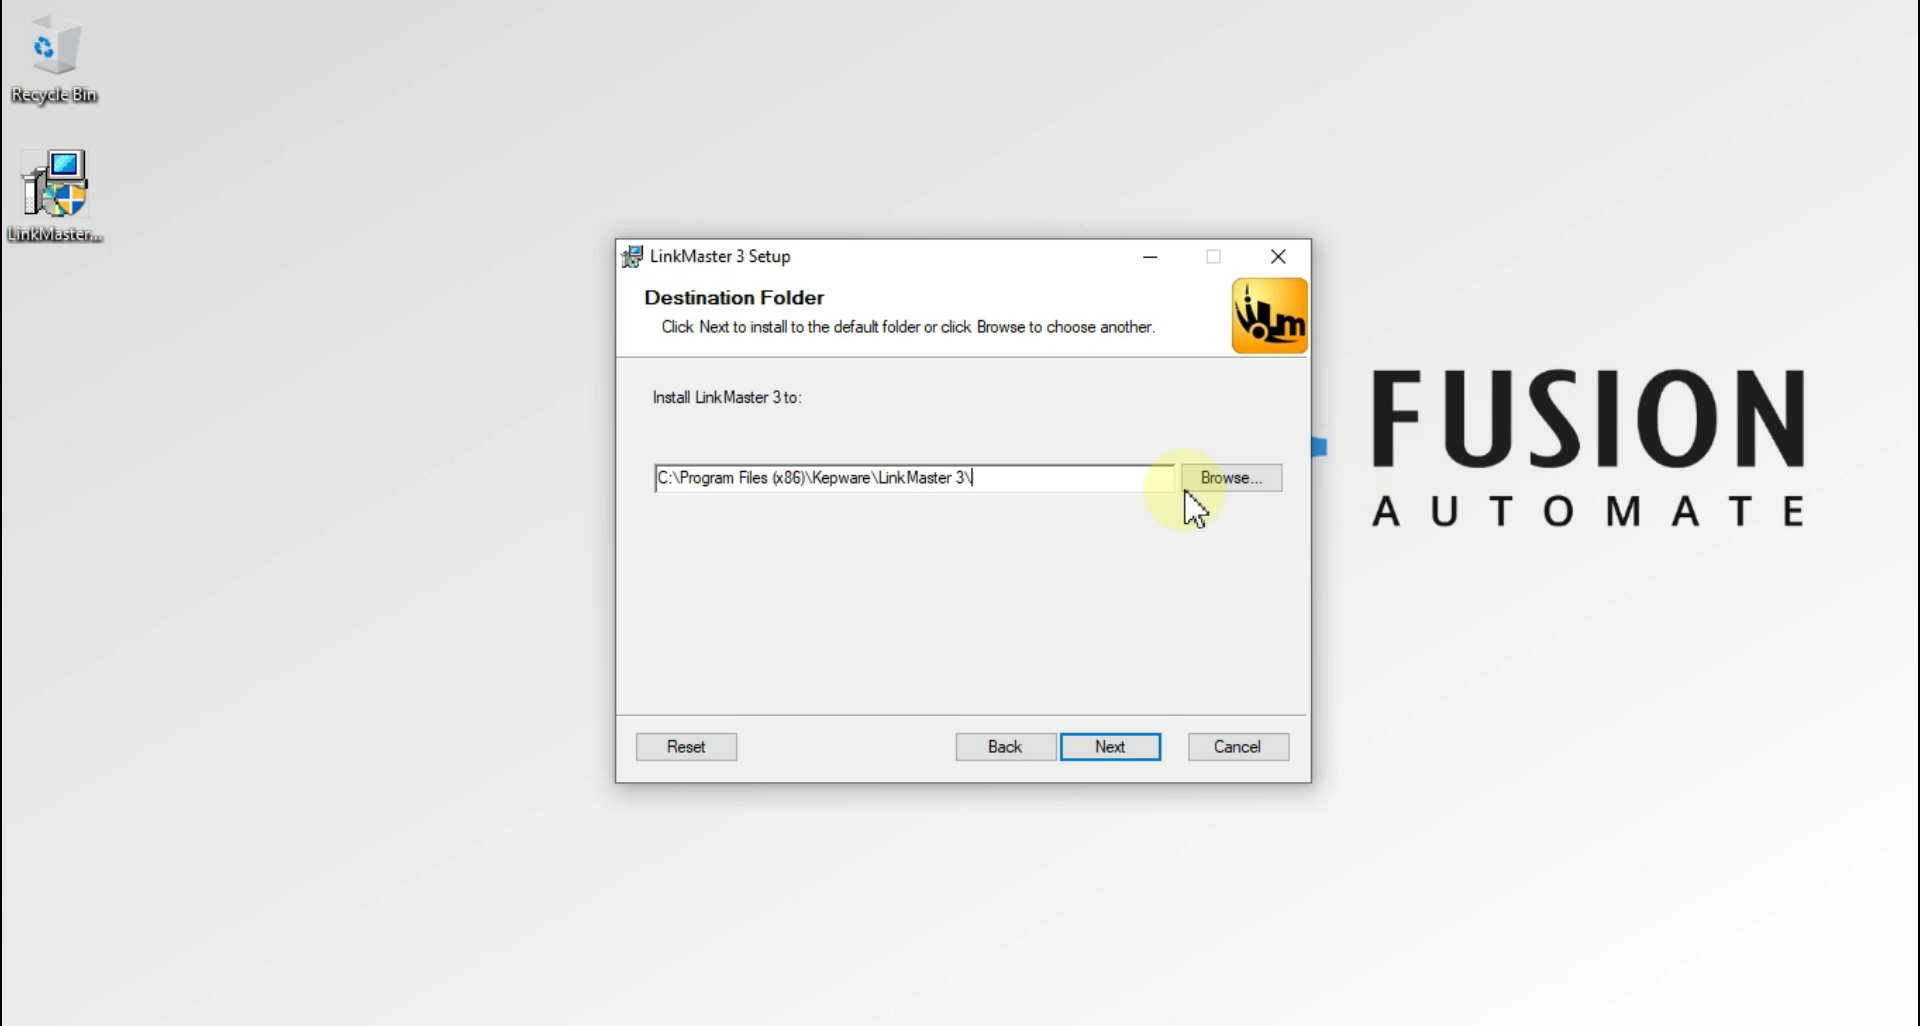 Recycle Bin
LinkMaster...
LinkMaster 3 Setup
Destination Folder
Click Next to install to the default folder or click Browse to choose another.
Lm
Install LinkMaster 3 to:
C:\Program Files (x86)\Kepware\LinkMaster 3\
Browse...
Reset
Back
Next
Cancel
FUSION
AUTOMATE